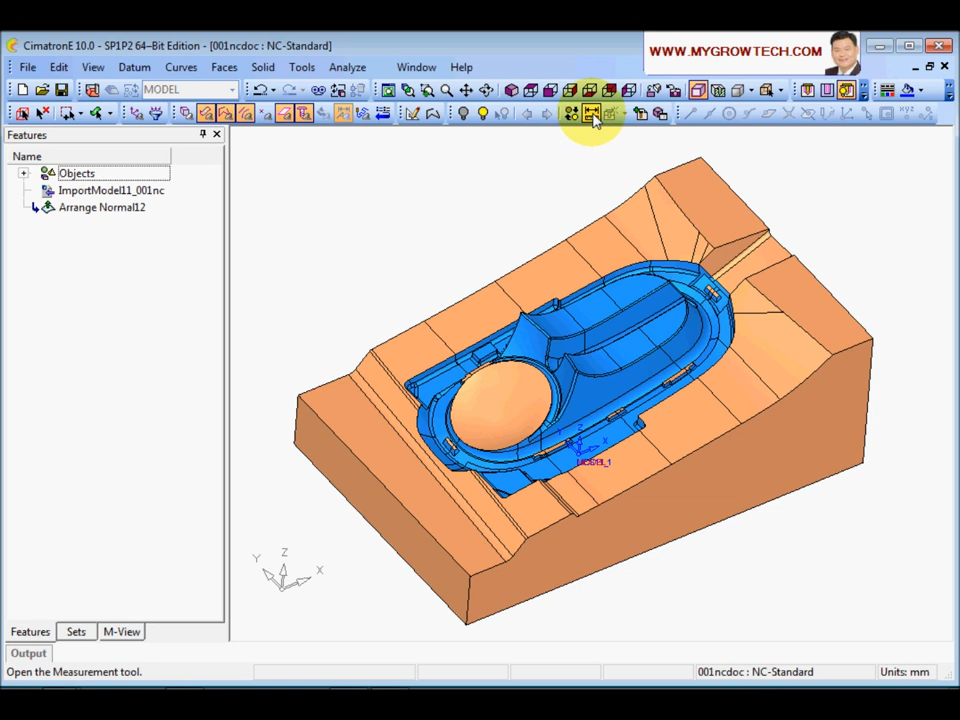 CimatronE 10.0 - SP1P2 64–Bit Edition - [001ncdoc : NC-Standard]
WWW.MYGROWTECH.COM
File Edit View Datum Curves Faces Solid Tools Analyze Window Help
MODEL
Features
Name
Objects
ImportModel11_001nc
Arrange Normal12
Z
X
Z
Y
X
Features Sets M-View
Output
Open the Measurement tool.
001ncdoc : NC-Standard
Units: mm